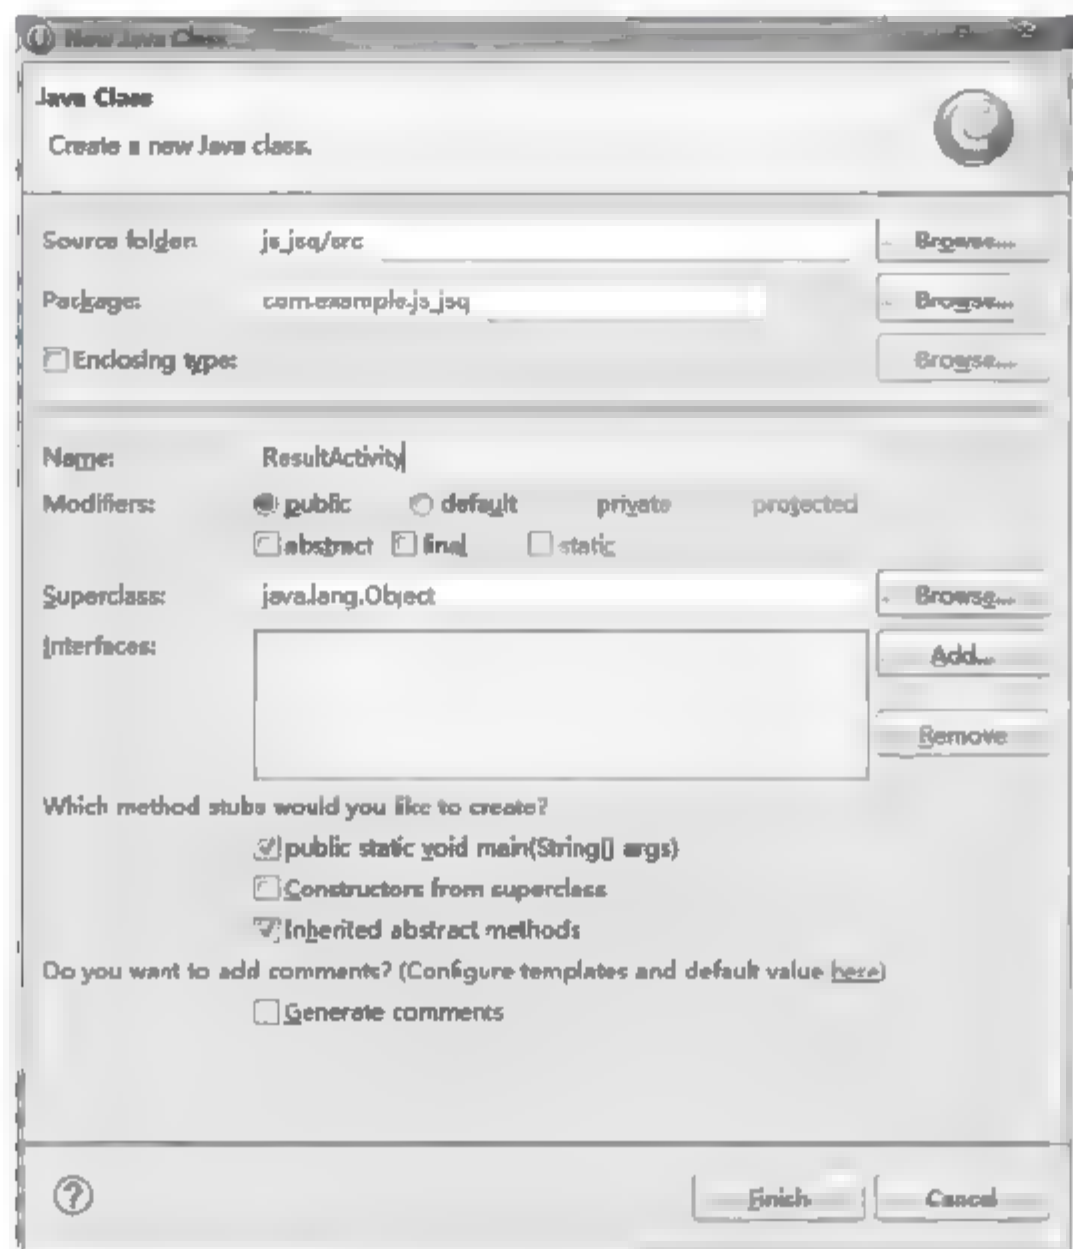 New Java Class
Java Class
Create a new Java class.
Source folder: js_jsq/src Browse...
Package: com.example.js_jsq Browse...
Enclosing type: Browse...
Name: ResultActivity
Modifiers: public default private protected
abstract final static
Superclass: java.lang.Object Browse...
Interfaces: Add...
Remove
Which method stubs would you like to create?
public static void main(String[] args)
Constructors from superclass
Inherited abstract methods
Do you want to add comments? (Configure templates and default value here)
Generate comments
Finish Cancel